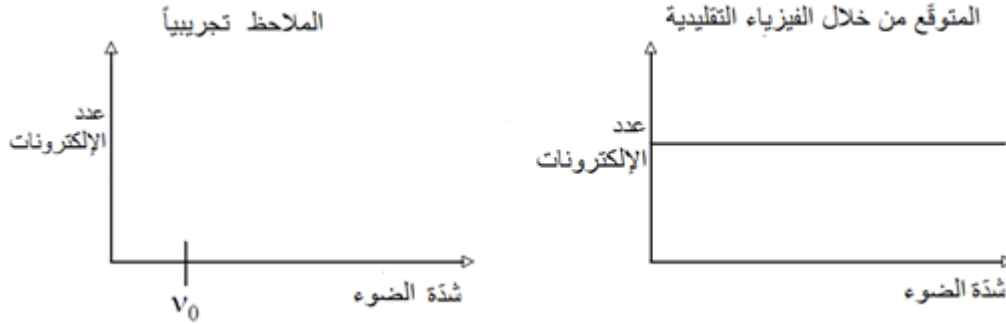 المتوقَع من خلال الفيزياء التقليدية
عدد
الإلكترونات
شدّة الضوء
الملاحظ تجريبياً
عدد
الإلكترونات
ν₀
شدّة الضوء